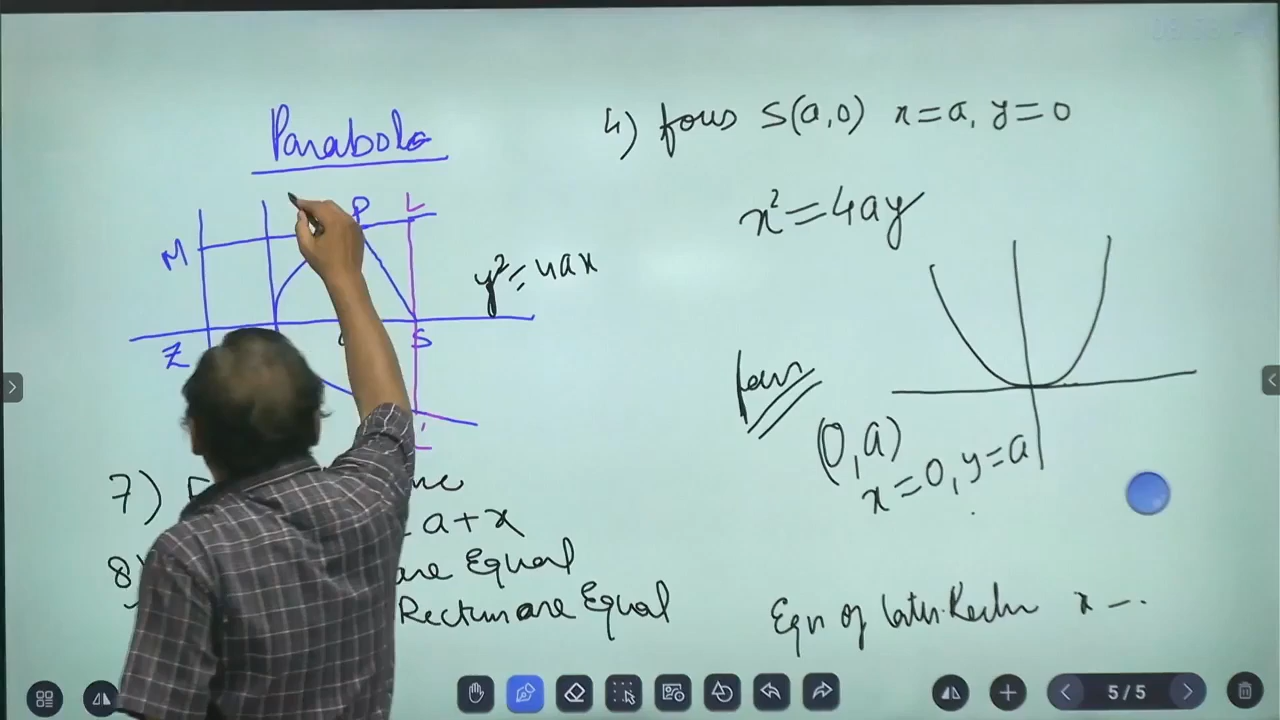 Parabola
M
P
L
y²=4ax
Z
S
L'
7)
a+x
8)
are Equal
Rectum are Equal
4) focus S(a,0) x=a, y=0
x²=4ay
focus
(0,a)
x=0, y=a
Eqn of latus Rectum x -..
5/5